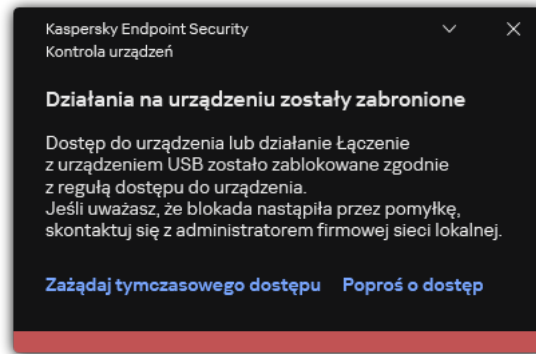 Kaspersky Endpoint Security
Kontrola urządzeń
Działania na urządzeniu zostały zabronione
Dostęp do urządzenia lub działanie Łączenie
z urządzeniem USB zostało zablokowane zgodnie
z regułą dostępu do urządzenia.
Jeśli uważasz, że blokada nastąpiła przez pomyłkę,
skontaktuj się z administratorem firmowej sieci lokalnej.
Zażądaj tymczasowego dostępu Poproś o dostęp